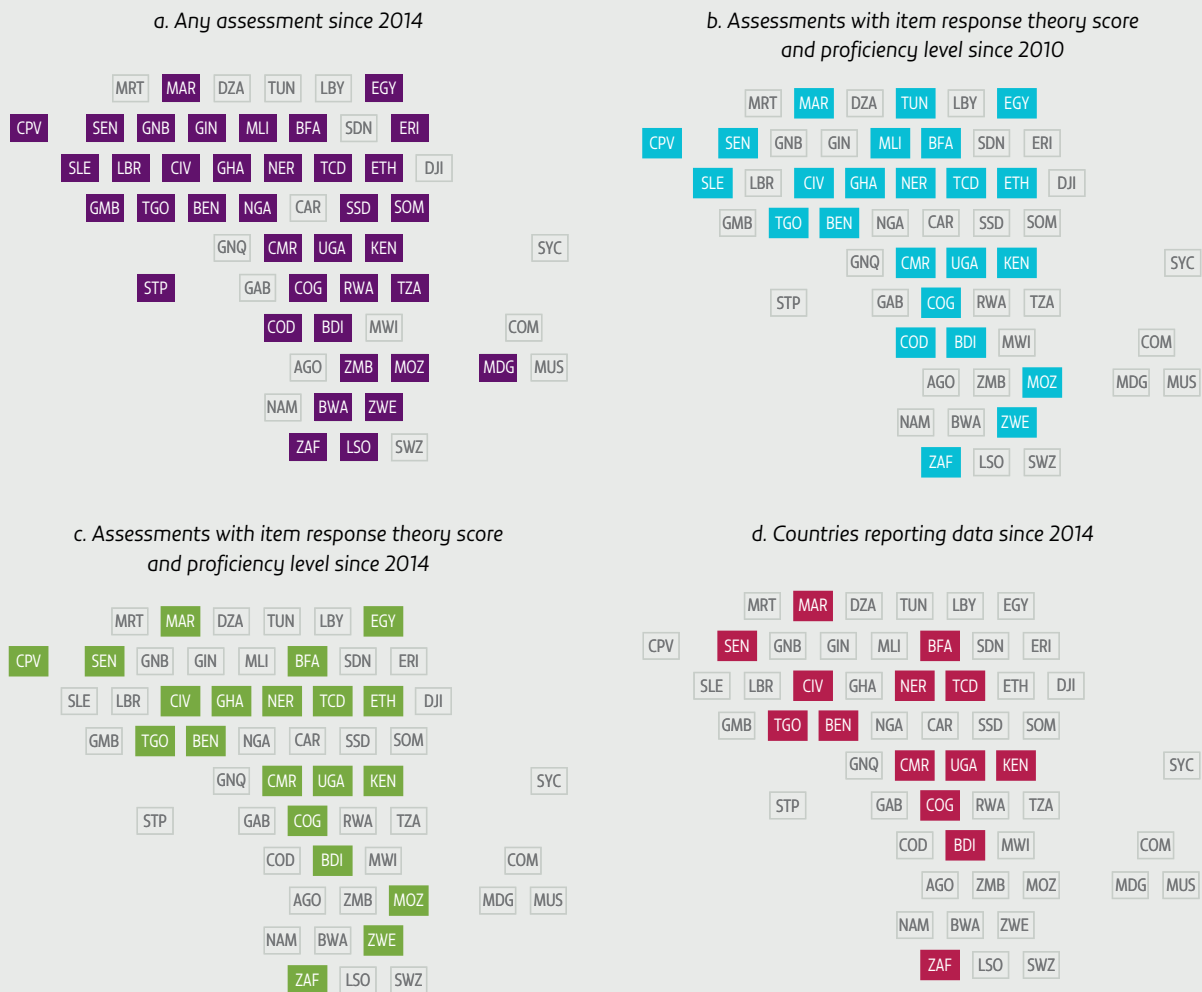 a. Any assessment since 2014
MRT MAR DZA TUN LBY EGY
CPV SEN GNB GIN MLI BFA SDN ERI
SLE LBR CIV GHA NER TCD ETH DJI
GMB TGO BEN NGA CAR SSD SOM
GNQ CMR UGA KEN SYC
STP GAB COG RWA TZA
COD BDI MWI COM
AGO ZMB MOZ MDG MUS
NAM BWA ZWE
ZAF LSO SWZ
b. Assessments with item response theory score
and proficiency level since 2010
MRT MAR DZA TUN LBY EGY
CPV SEN GNB GIN MLI BFA SDN ERI
SLE LBR CIV GHA NER TCD ETH DJI
GMB TGO BEN NGA CAR SSD SOM
GNQ CMR UGA KEN SYC
STP GAB COG RWA TZA
COD BDI MWI COM
AGO ZMB MOZ MDG MUS
NAM BWA ZWE
ZAF LSO SWZ
c. Assessments with item response theory score
and proficiency level since 2014
MRT MAR DZA TUN LBY EGY
CPV SEN GNB GIN MLI BFA SDN ERI
SLE LBR CIV GHA NER TCD ETH DJI
GMB TGO BEN NGA CAR SSD SOM
GNQ CMR UGA KEN SYC
STP GAB COG RWA TZA
COD BDI MWI COM
AGO ZMB MOZ MDG MUS
NAM BWA ZWE
ZAF LSO SWZ
d. Countries reporting data since 2014
MRT MAR DZA TUN LBY EGY
CPV SEN GNB GIN MLI BFA SDN ERI
SLE LBR CIV GHA NER TCD ETH DJI
GMB TGO BEN NGA CAR SSD SOM
GNQ CMR UGA KEN SYC
STP GAB COG RWA TZA
COD BDI MWI COM
AGO ZMB MOZ MDG MUS
NAM BWA ZWE
ZAF LSO SWZ